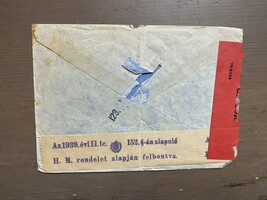 123.
Az 1939. évi II. tc. 152. §-án alapuló
H. M. rendelet alapján felbontva.